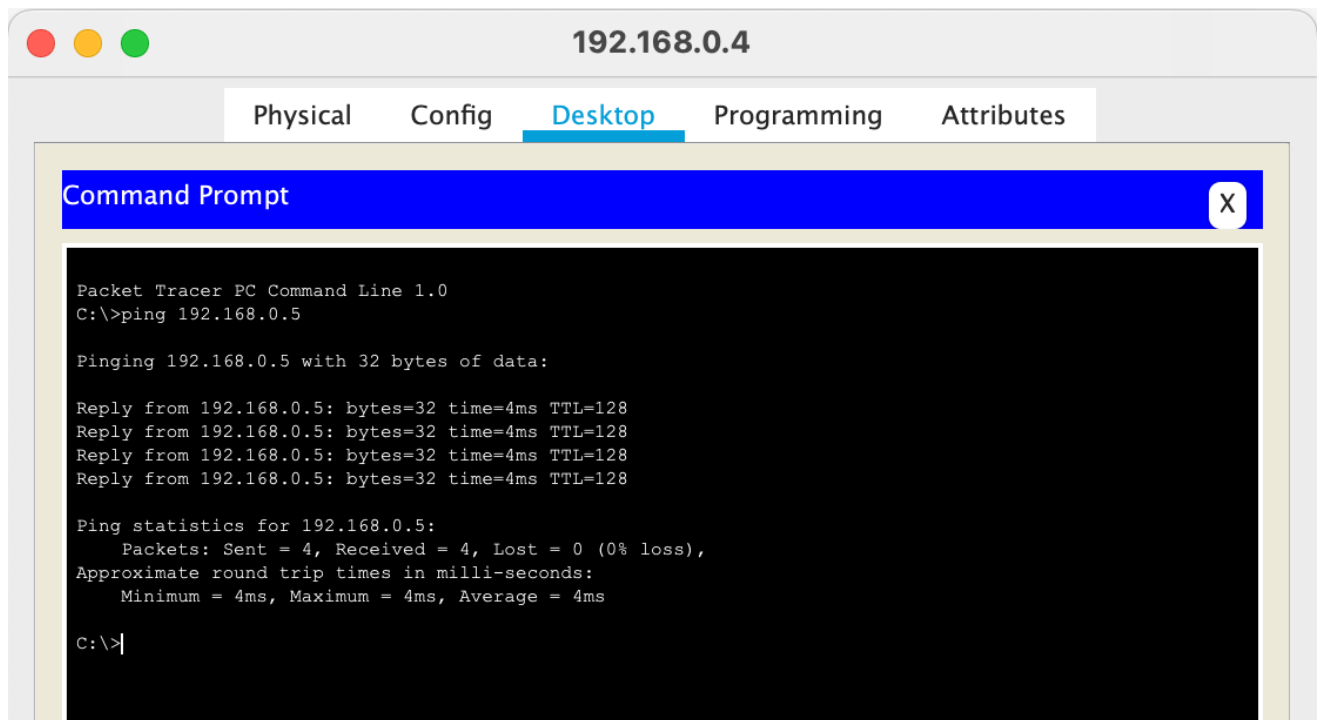 192.168.0.4
Physical Config Desktop Programming Attributes
Command Prompt
X
Packet Tracer PC Command Line 1.0
C:\>ping 192.168.0.5
Pinging 192.168.0.5 with 32 bytes of data:
Reply from 192.168.0.5: bytes=32 time=4ms TTL=128
Reply from 192.168.0.5: bytes=32 time=4ms TTL=128
Reply from 192.168.0.5: bytes=32 time=4ms TTL=128
Reply from 192.168.0.5: bytes=32 time=4ms TTL=128
Ping statistics for 192.168.0.5:
Packets: Sent = 4, Received = 4, Lost = 0 (0% loss),
Approximate round trip times in milli-seconds:
Minimum = 4ms, Maximum = 4ms, Average = 4ms
C:\>